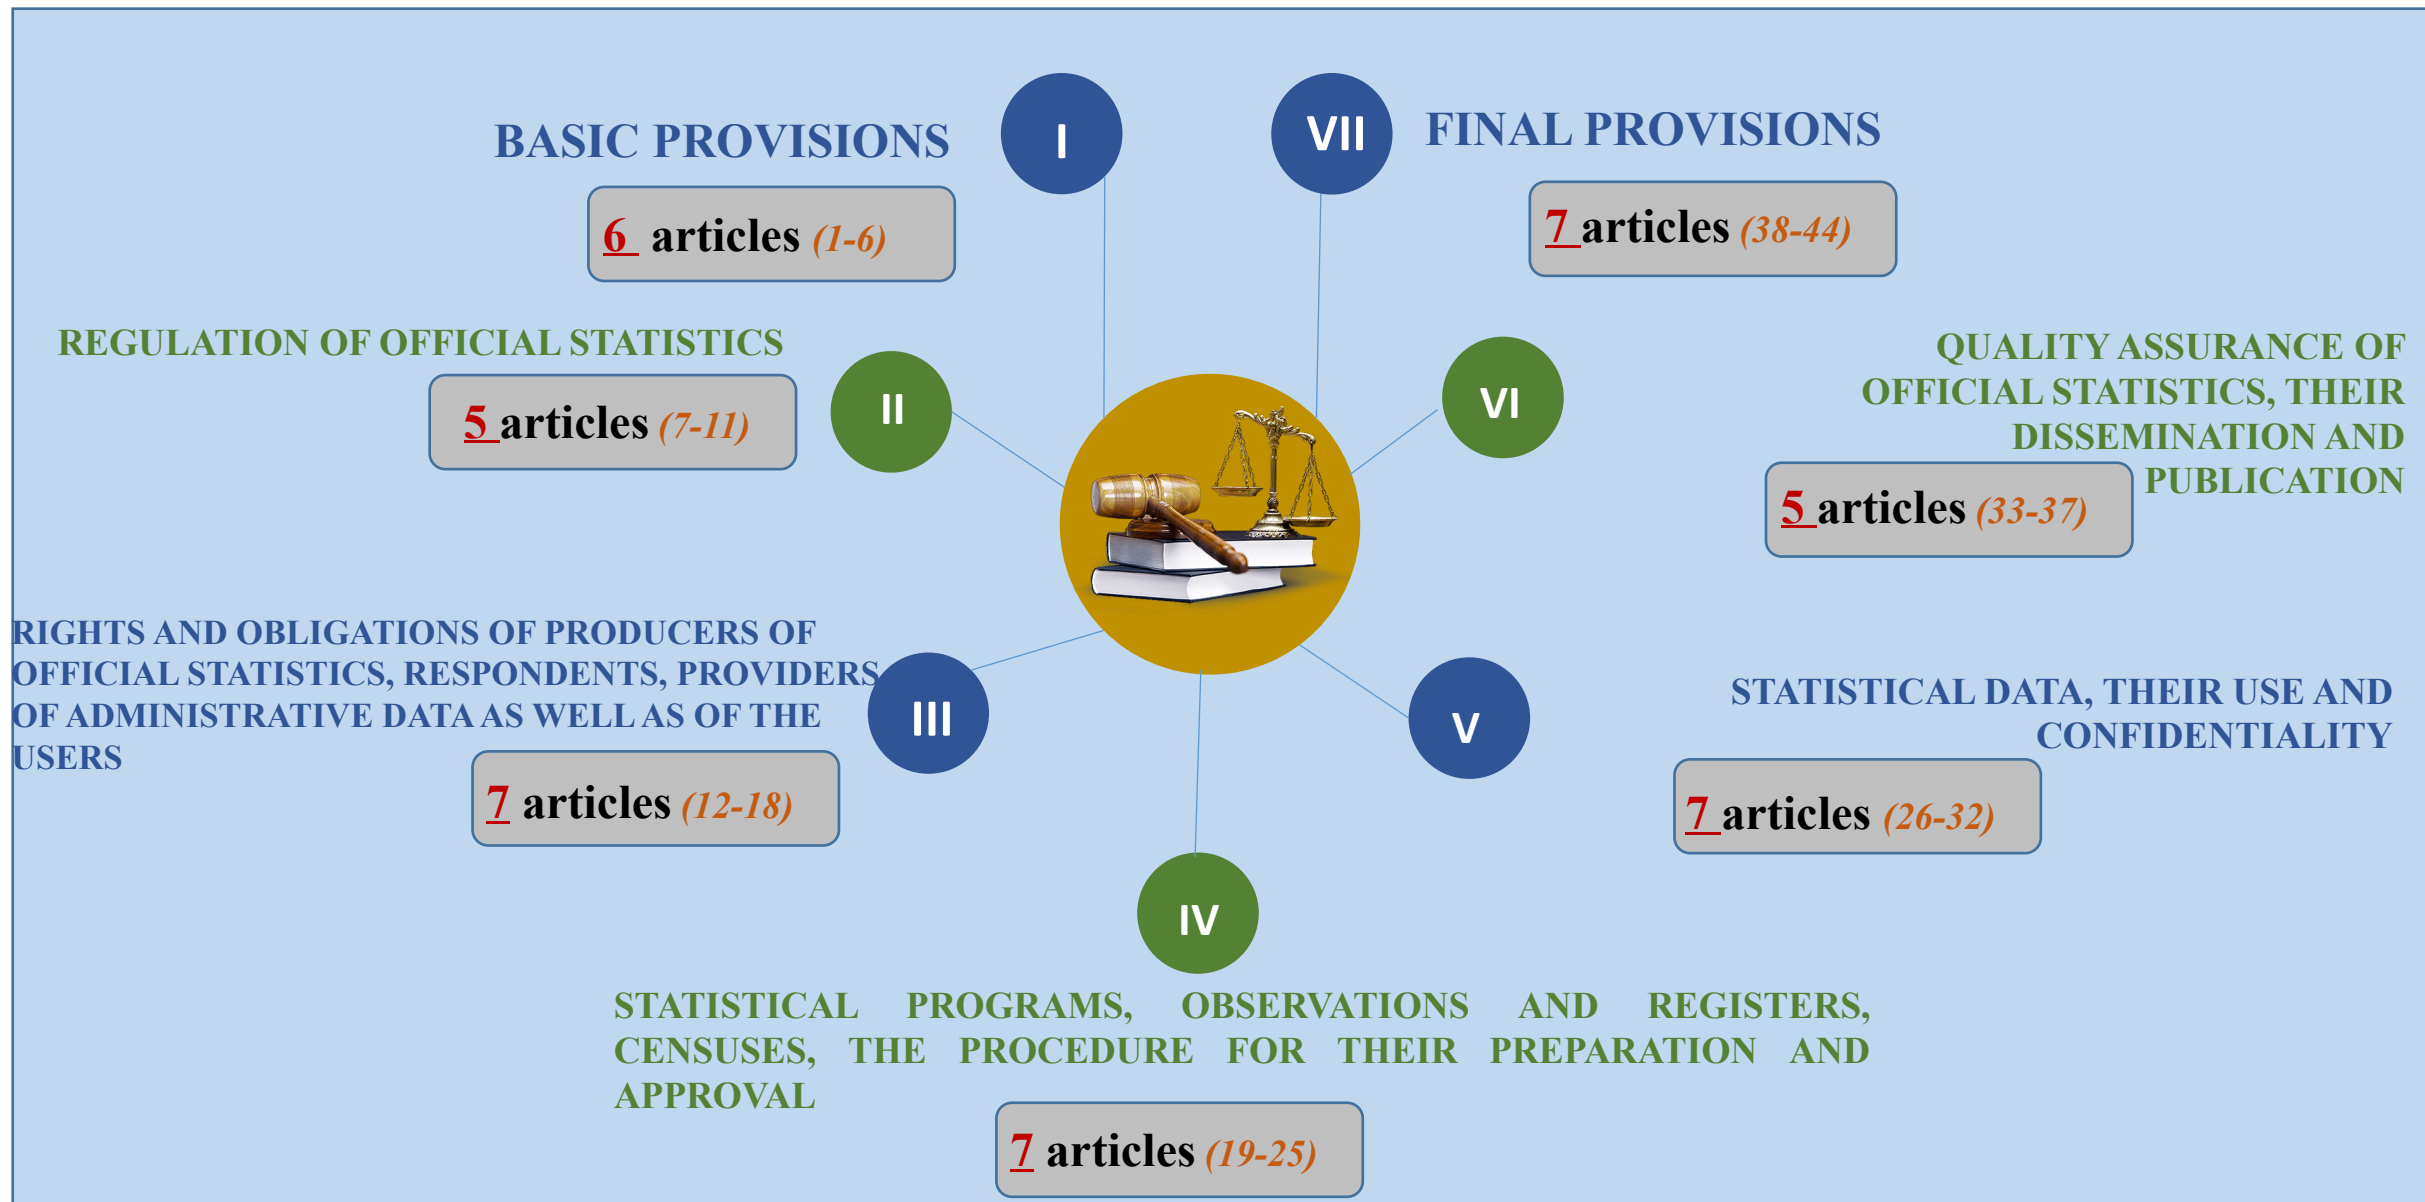 I
BASIC PROVISIONS
6 articles (1-6)
II
REGULATION OF OFFICIAL STATISTICS
5 articles (7-11)
III
RIGHTS AND OBLIGATIONS OF PRODUCERS OF
OFFICIAL STATISTICS, RESPONDENTS, PROVIDERS
OF ADMINISTRATIVE DATA AS WELL AS OF THE
USERS
7 articles (12-18)
IV
STATISTICAL PROGRAMS, OBSERVATIONS AND REGISTERS,
CENSUSES, THE PROCEDURE FOR THEIR PREPARATION AND
APPROVAL
7 articles (19-25)
V
STATISTICAL DATA, THEIR USE AND
CONFIDENTIALITY
7 articles (26-32)
VI
QUALITY ASSURANCE OF
OFFICIAL STATISTICS, THEIR
DISSEMINATION AND
PUBLICATION
5 articles (33-37)
VII
FINAL PROVISIONS
7 articles (38-44)